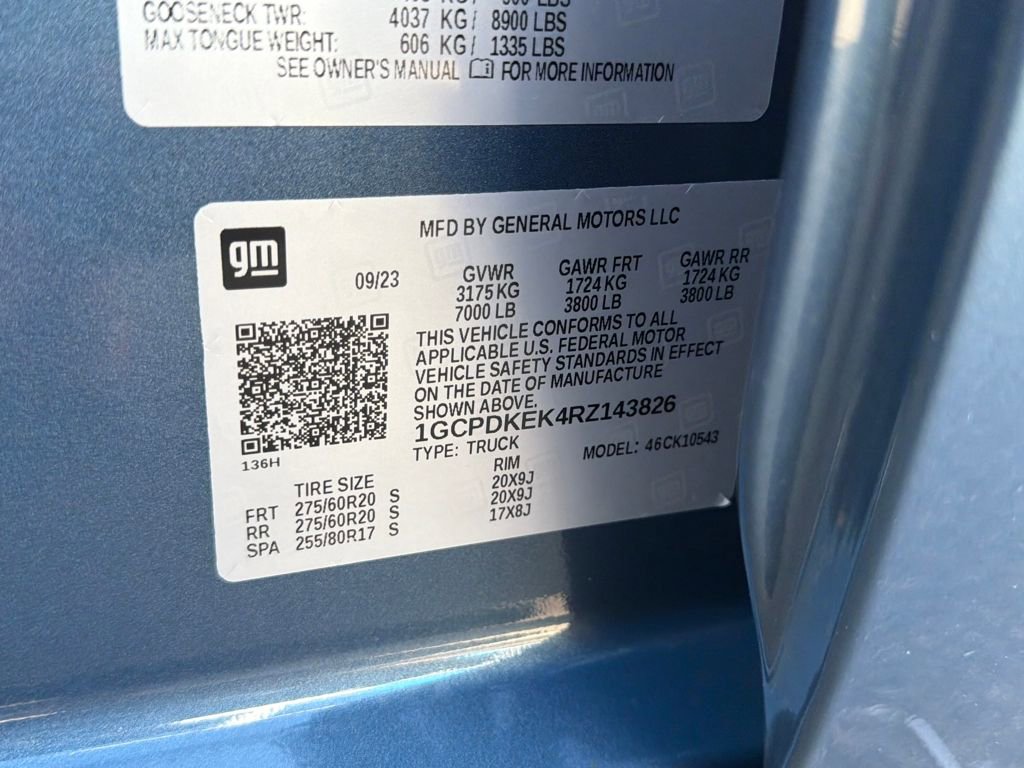 GOOSENECK TWR: 4037 KG / 8900 LBS
MAX TONGUE WEIGHT: 606 KG / 1335 LBS
SEE OWNER'S MANUAL FOR MORE INFORMATION
gm
MFD BY GENERAL MOTORS LLC
09/23 GVWR GAWR FRT GAWR RR
3175 KG 1724 KG 1724 KG
7000 LB 3800 LB 3800 LB
THIS VEHICLE CONFORMS TO ALL
APPLICABLE U.S. FEDERAL MOTOR
VEHICLE SAFETY STANDARDS IN EFFECT
ON THE DATE OF MANUFACTURE
SHOWN ABOVE.
1GCPDKEK4RZ143826
TYPE: TRUCK MODEL: 46CK10543
136H
TIRE SIZE RIM
FRT 275/60R20 S 20X9J
RR 275/60R20 S 20X9J
SPA 255/80R17 S 17X8J